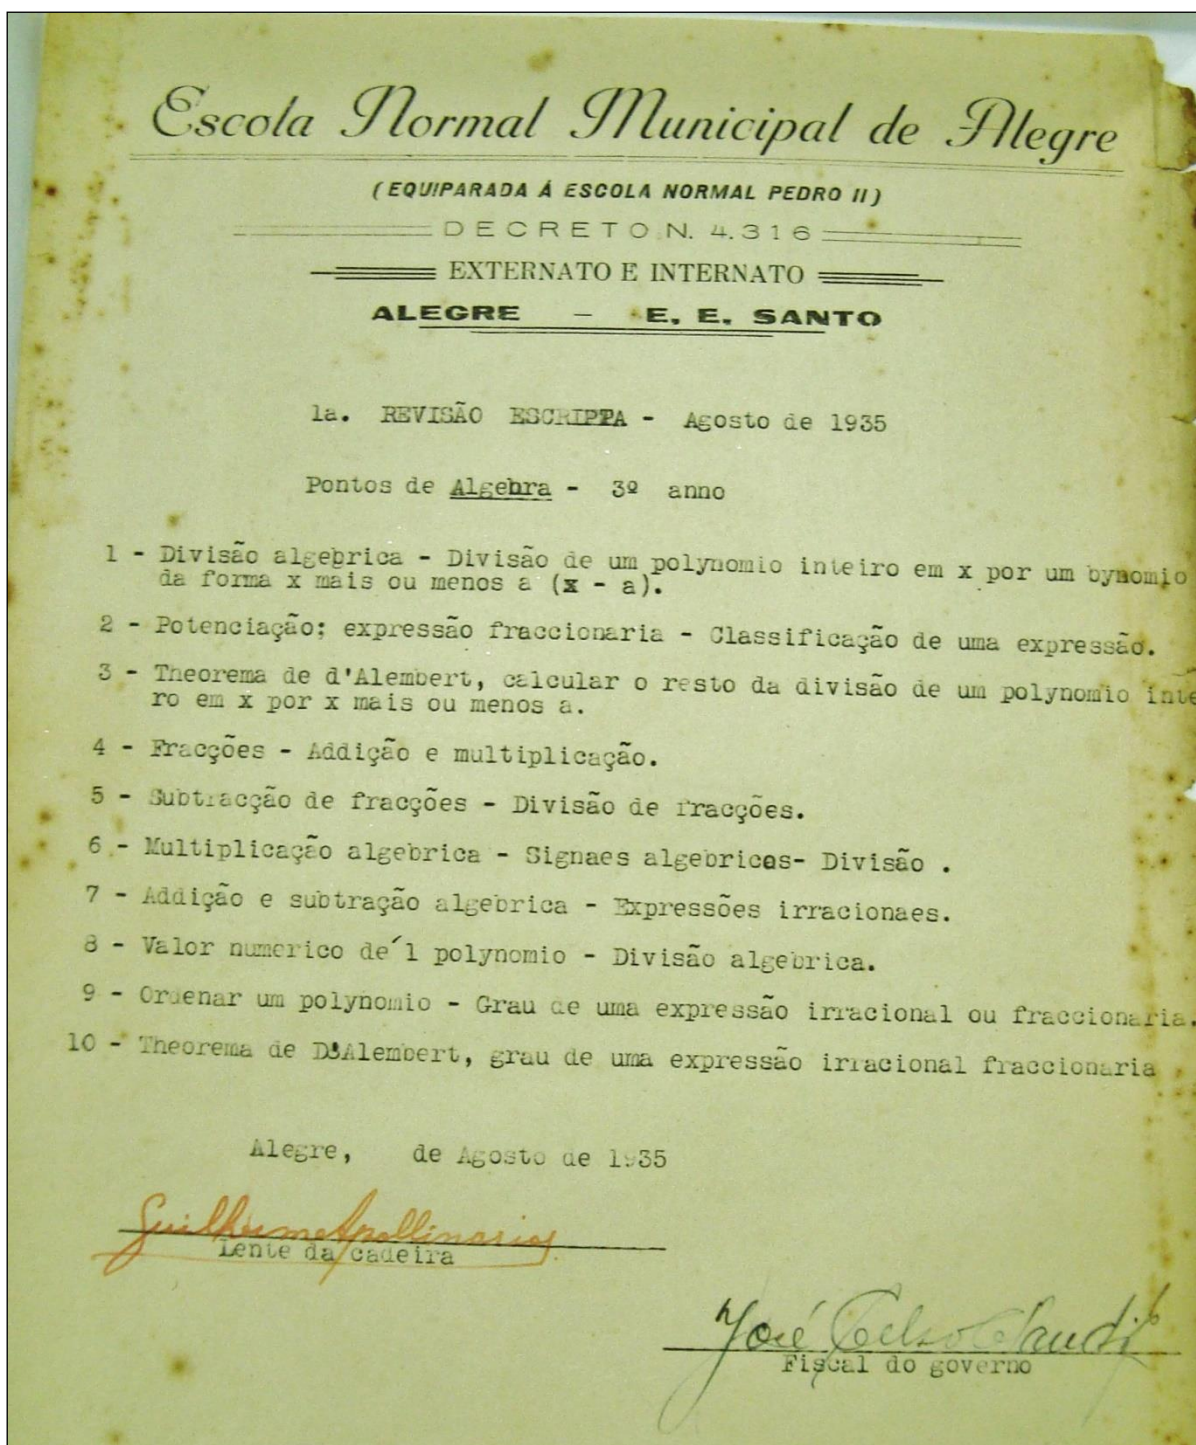 Escola Normal Municipal de Alegre
(EQUIPARADA Á ESCOLA NORMAL PEDRO II)
DECRETO N. 4.316
EXTERNATO E INTERNATO
ALEGRE – E. E. SANTO
1a. REVISÃO ESCRIPTA - Agosto de 1935
Pontos de Algebra - 3º anno
1 - Divisão algebrica - Divisão de um polynomio inteiro em x por um bynomio
da forma x mais ou menos a (x - a).
2 - Potenciação: expressão fraccionaria - Classificação de uma expressão.
3 - Theorema de d'Alembert, calcular o resto da divisão de um polynomio inte
ro em x por x mais ou menos a.
4 - Fracções - Addição e multiplicação.
5 - Subtracção de fracções - Divisão de fracções.
6 - Multiplicação algebrica - Signaes algebricos- Divisão .
7 - Addição e subtração algebrica - Expressões irracionaes.
8 - Valor numerico de´1 polynomio - Divisão algebrica.
9 - Ordenar um polynomio - Grau de uma expressão irracional ou fraccionaria.
10 - Theorema de D'Alembert, grau de uma expressão irracional fraccionaria
Alegre, de Agosto de 1935
Guilherme Apollinario
Lente da cadeira
José Celso Claudio
Fiscal do governo